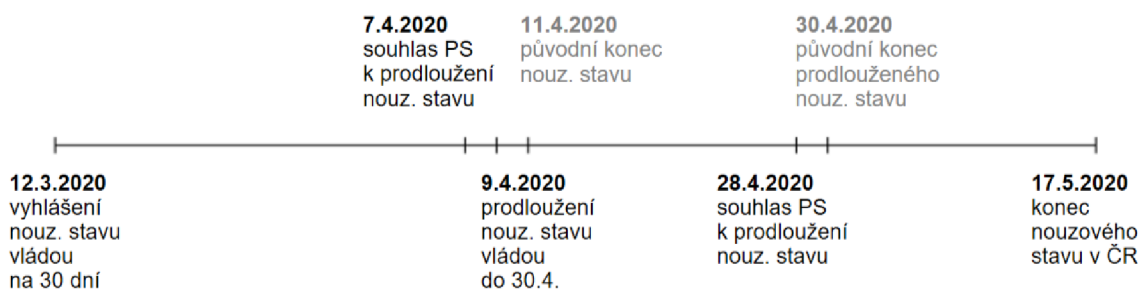 7.4.2020
souhlas PS
k prodloužení
nouz. stavu
11.4.2020
původní konec
nouz. stavu
30.4.2020
původní konec
prodlouženého
nouz. stavu
12.3.2020
vyhlášení
nouz. stavu
vládou
na 30 dní
9.4.2020
prodloužení
nouz. stavu
vládou
do 30.4.
28.4.2020
souhlas PS
k prodloužení
nouz. stavu
17.5.2020
konec
nouzového
stavu v ČR